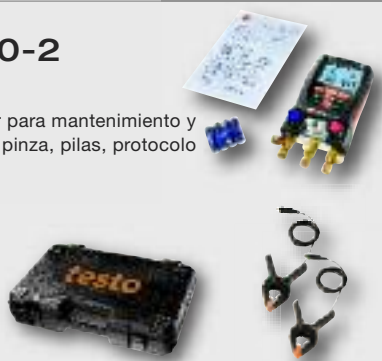 0-2
para mantenimiento y
pinza, pilas, protocolo
testo